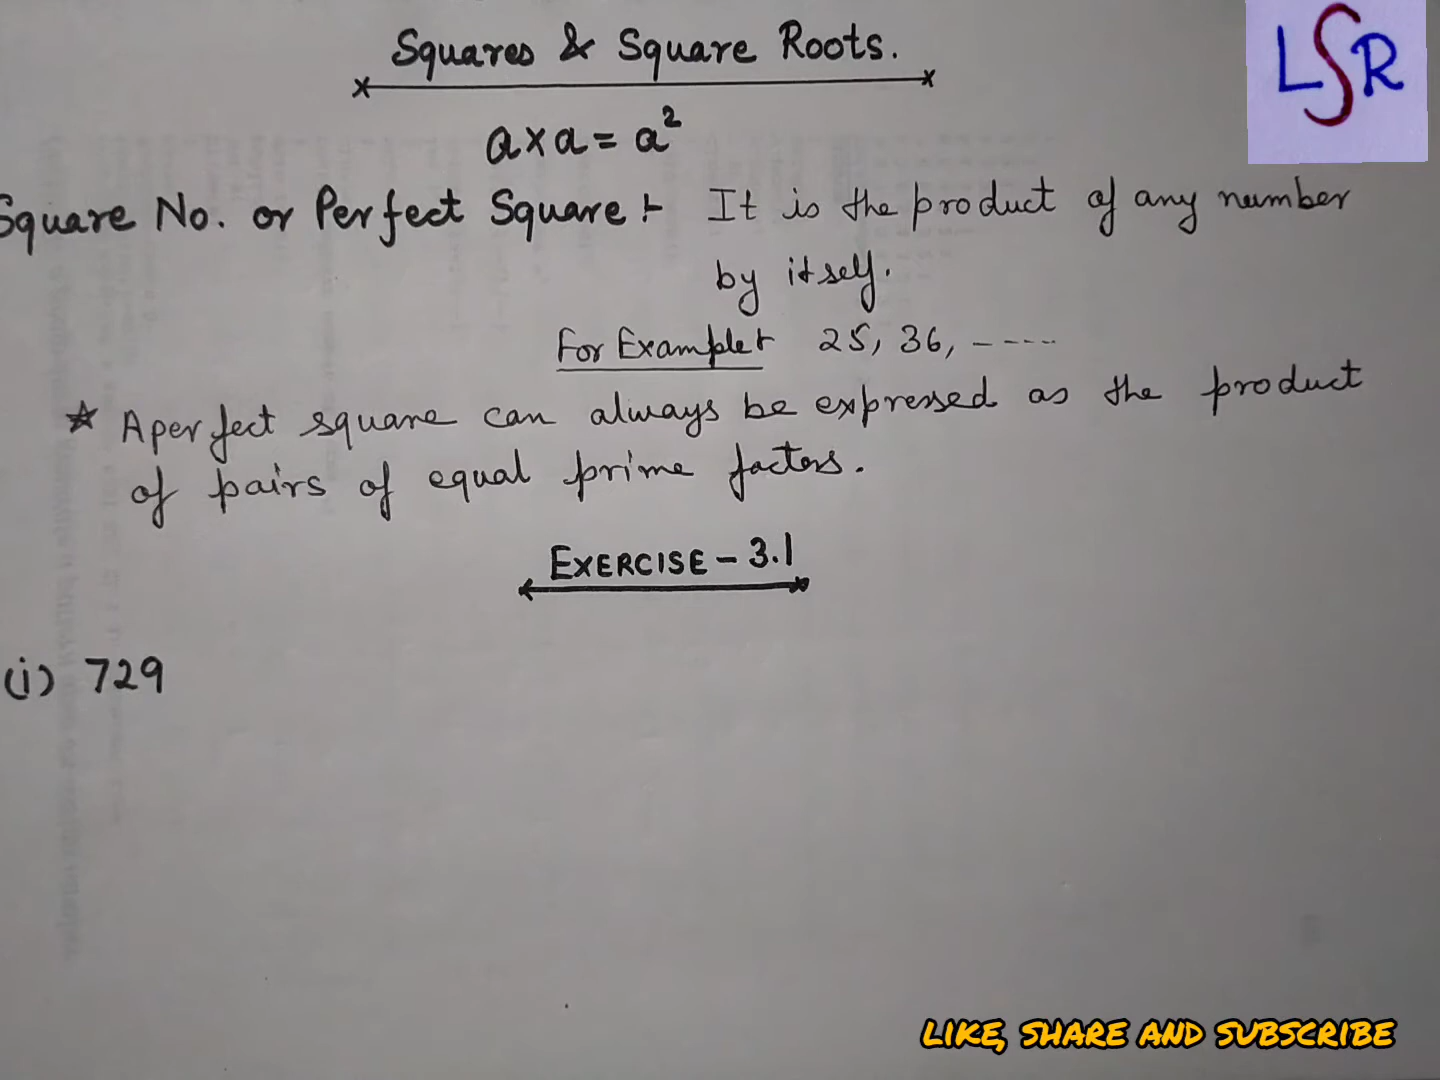 Squares & Square Roots.
LSR
a×a = a²
Square No. or Perfect Square :- It is the product of any number
by itself.
For Example :- 25, 36, -----
☆ A perfect square can always be expressed as the product
of pairs of equal prime factors.
EXERCISE - 3.1
(i) 729
LIKE, SHARE AND SUBSCRIBE